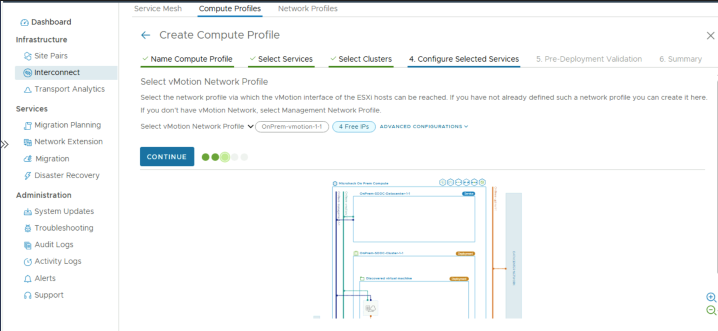 Service Mesh Compute Profiles Network Profiles
Dashboard
Infrastructure
Site Pairs
Interconnect
Transport Analytics
Services
Migration Planning
Network Extension
Migration
Disaster Recovery
Administration
System Updates
Troubleshooting
Audit Logs
Activity Logs
Alerts
Support
Create Compute Profile
Name Compute Profile Select Services Select Clusters 4. Configure Selected Services 5. Pre-Deployment Validation 6. Summary
Select vMotion Network Profile
Select the network profile via which the vMotion interface of the ESXi hosts can be reached. If you have not already defined such a network profile you can create it here.
If you don't have vMotion Network, select Management Network Profile.
Select vMotion Network Profile OnPrem-vmotion-1-1 4 Free IPs ADVANCED CONFIGURATIONS
CONTINUE
Discovered virtual machine